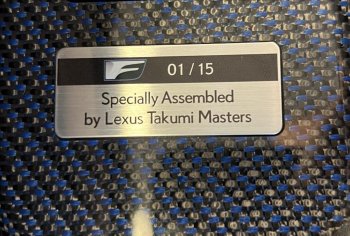 F 01/15
Specially Assembled
by Lexus Takumi Masters